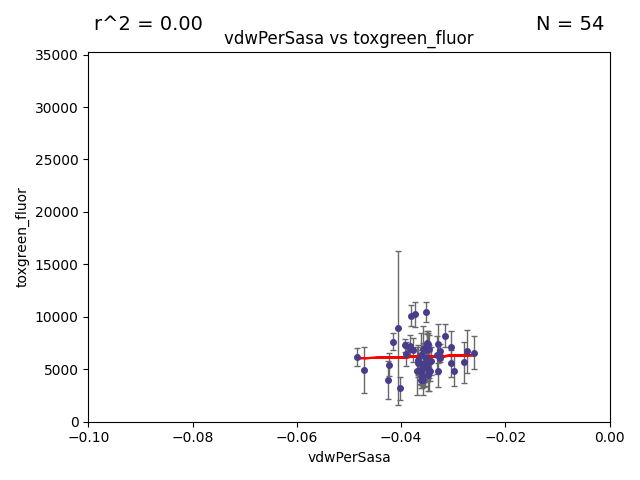 r^2 = 0.00
N = 54
vdwPerSasa vs toxgreen_fluor
35000
30000
25000
20000
15000
10000
5000
0
toxgreen_fluor
−0.10
−0.08
−0.06
−0.04
−0.02
0.00
vdwPerSasa